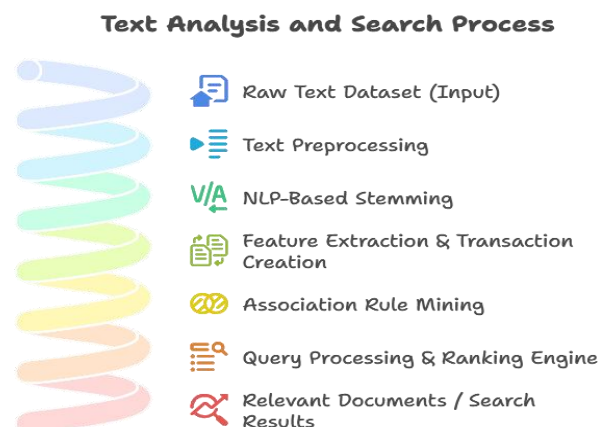 Text Analysis and Search Process
Raw Text Dataset (Input)
Text Preprocessing
V/A
NLP-Based Stemming
Feature Extraction & Transaction
Creation
Association Rule Mining
Query Processing & Ranking Engine
Relevant Documents / Search
Results